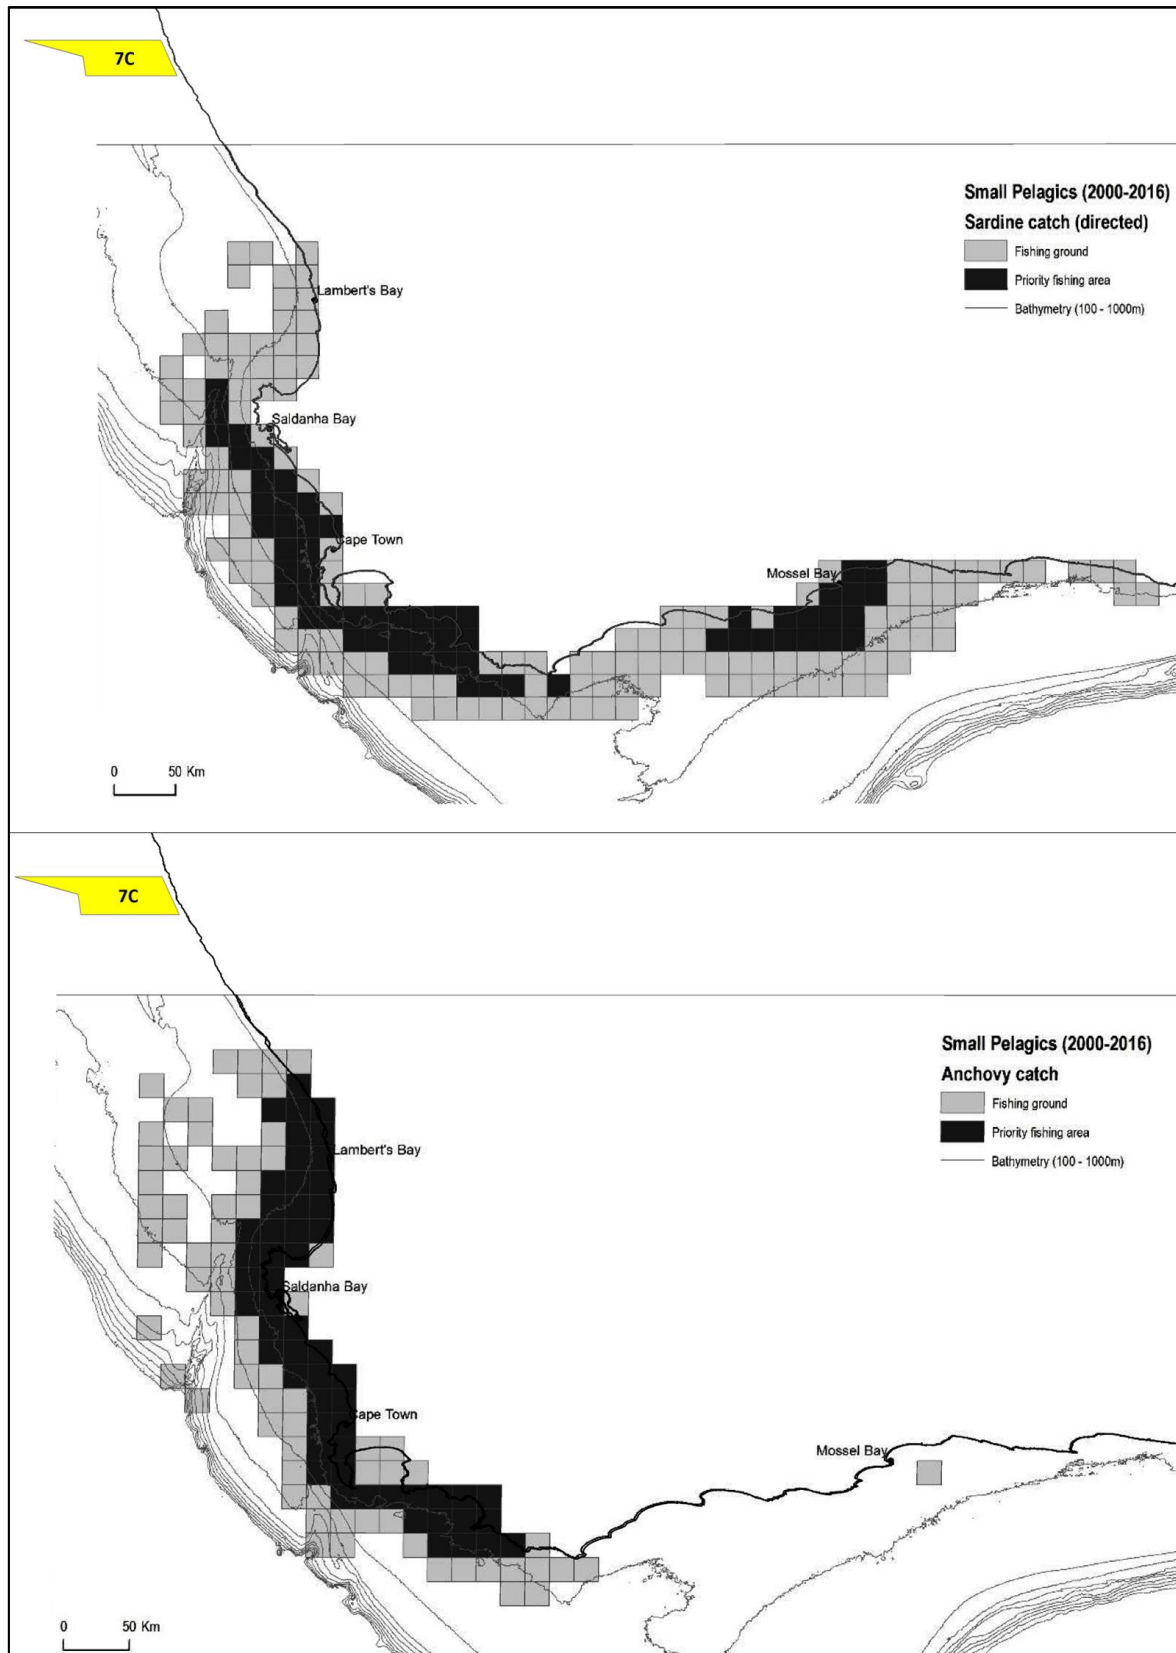 7C
Small Pelagics (2000-2016)
Sardine catch (directed)
Fishing ground
Priority fishing area
Bathymetry (100 - 1000m)
Lambert's Bay
Saldanha Bay
Cape Town
Mossel Bay
0 50 Km
7C
Small Pelagics (2000-2016)
Anchovy catch
Fishing ground
Priority fishing area
Bathymetry (100 - 1000m)
Lambert's Bay
Saldanha Bay
Cape Town
Mossel Bay
0 50 Km